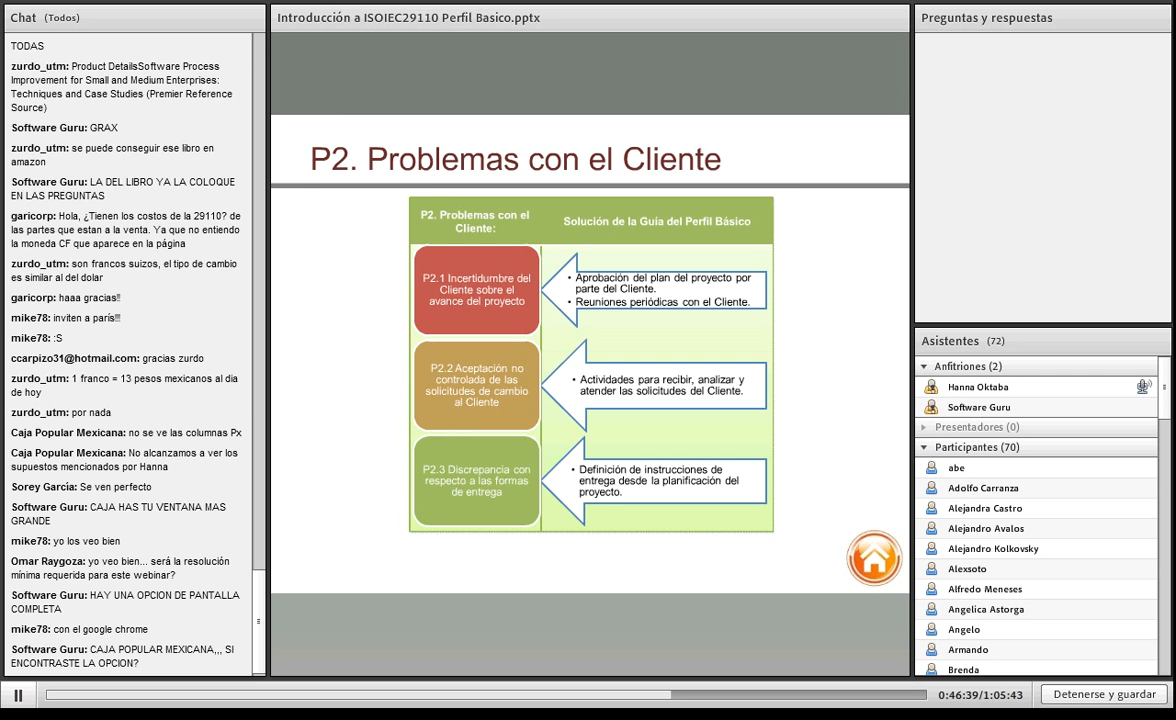 Chat (Todos)
TODAS
zurdo_utm: Product DetailsSoftware Process
Improvement for Small and Medium Enterprises:
Techniques and Case Studies (Premier Reference
Source)
Software Guru: GRAX
zurdo_utm: se puede conseguir ese libro en
amazon
Software Guru: LA DEL LIBRO YA LA COLOQUE
EN LAS PREGUNTAS
garicorp: Hola, ¿Tienen los costos de la 29110? de
las partes que estan a la venta. Ya que no entiendo
la moneda CF que aparece en la página
zurdo_utm: son francos suizos, el tipo de cambio
es similar al del dolar
garicorp: haaa gracias!!
mike78: inviten a parís!!!
mike78: :S
ccarpizo31@hotmail.com: gracias zurdo
zurdo_utm: 1 franco = 13 pesos mexicanos al dia
de hoy
zurdo_utm: por nada
Caja Popular Mexicana: no se ve las columnas Px
Caja Popular Mexicana: No alcanzamos a ver los
supuestos mencionados por Hanna
Sorey García: Se ven perfecto
Software Guru: CAJA HAS TU VENTANA MAS
GRANDE
mike78: yo los veo bien
Omar Raygoza: yo veo bien... será la resolución
mínima requerida para este webinar?
Software Guru: HAY UNA OPCION DE PANTALLA
COMPLETA
mike78: con el google chrome
Software Guru: CAJA POPULAR MEXICANA,,, SI
ENCONTRASTE LA OPCION?
Introducción a ISOIEC29110 Perfil Basico.pptx
P2. Problemas con el Cliente
P2. Problemas con el
Cliente:
Solución de la Guía del Perfil Básico
P2.1 Incertidumbre del
Cliente sobre el
avance del proyecto
• Aprobación del plan del proyecto por
parte del Cliente.
• Reuniones periódicas con el Cliente.
P2.2 Aceptación no
controlada de las
solicitudes de cambio
al Cliente
• Actividades para recibir, analizar y
atender las solicitudes del Cliente.
P2.3 Discrepancia con
respecto a las formas
de entrega
• Definición de instrucciones de
entrega desde la planificación del
proyecto.
Preguntas y respuestas
Asistentes (72)
Anfitriones (2)
Hanna Oktaba
Software Guru
Presentadores (0)
Participantes (70)
abe
Adolfo Carranza
Alejandra Castro
Alejandro Avalos
Alejandro Kolkovsky
Alexsoto
Alfredo Meneses
Angelica Astorga
Angelo
Armando
Brenda
0:46:39/1:05:43
Detenerse y guardar